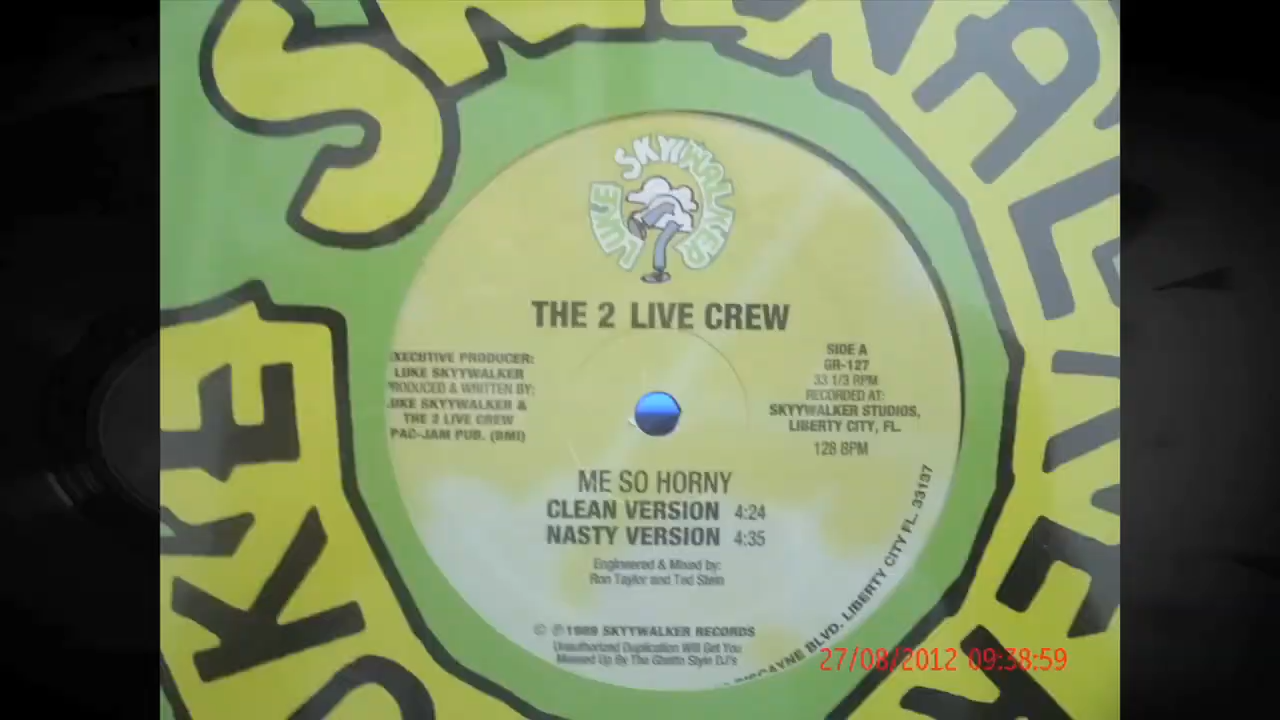 LUKE SKYYWALKER
THE 2 LIVE CREW
EXECUTIVE PRODUCER:
LUKE SKYYWALKER
PRODUCED & WRITTEN BY:
LUKE SKYYWALKER &
THE 2 LIVE CREW
PAC-JAM PUB. (BMI)
SIDE A
GR-127
33 1/3 RPM
RECORDED AT:
SKYYWALKER STUDIOS,
LIBERTY CITY, FL.
128 BPM
ME SO HORNY
CLEAN VERSION 4:24
NASTY VERSION 4:35
Engineered & Mixed by:
Ron Taylor and Ted Stein
© ℗ 1989 SKYYWALKER RECORDS
Unauthorized Duplication Will Get You
Messed Up By The Ghetto Style DJ's
BISCAYNE BLVD. LIBERTY CITY FL. 33137
27/08/2012 09:38:59